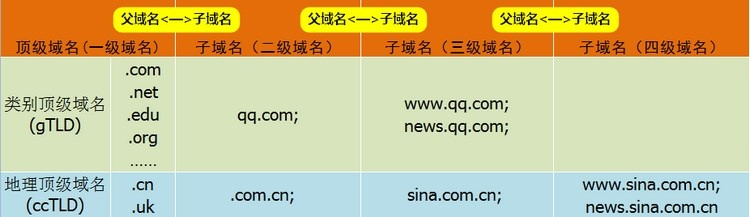 父域名<—>子域名 父域名<—>子域名 父域名<—>子域名
顶级域名(一级域名) 子域名（二级域名） 子域名（三级域名） 子域名（四级域名）
类别顶级域名
(gTLD)
.com
.net
.edu
.org
......
qq.com;
www.qq.com;
news.qq.com;
地理顶级域名
(ccTLD)
.cn
.uk
.com.cn;
sina.com.cn;
www.sina.com.cn;
news.sina.com.cn